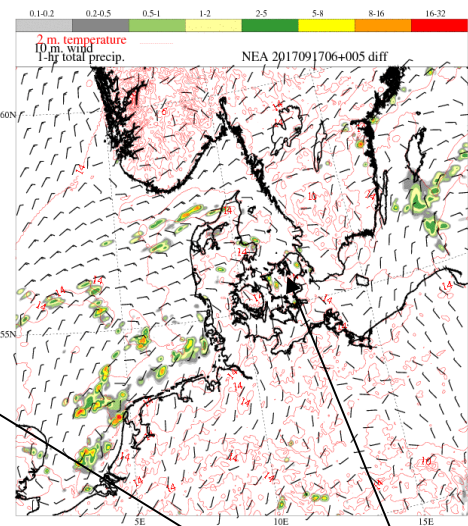 0.1-0.2 0.2-0.5 0.5-1 1-2 2-5 5-8 8-16 16-32
2 m. temperature
10 m. wind
1-hr total precip. NEA 2017091706+005 diff
60N
55N
5E 10E 15E